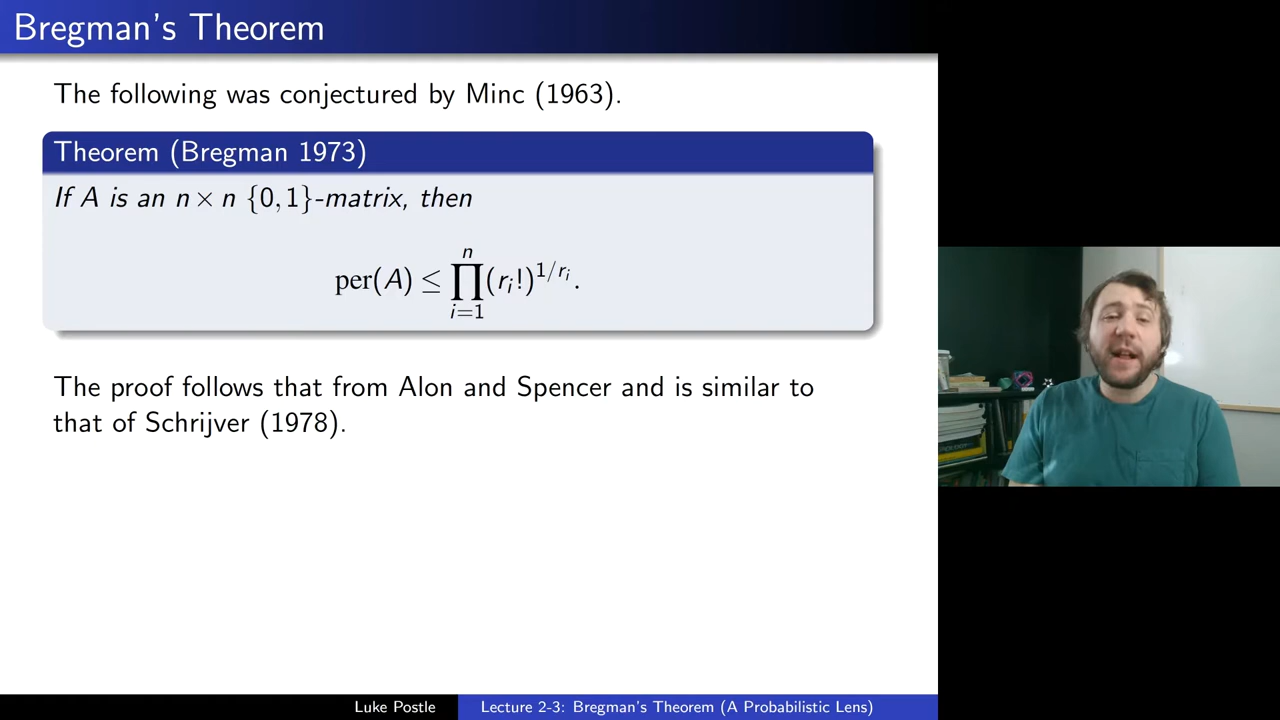 Bregman's Theorem
The following was conjectured by Minc (1963).
Theorem (Bregman 1973)
If A is an n × n {0, 1}-matrix, then
per(A) ≤ ∏_{i=1}^{n} (r_i!)^{1/r_i}.
The proof follows that from Alon and Spencer and is similar to
that of Schrijver (1978).
Luke Postle
Lecture 2-3: Bregman's Theorem (A Probabilistic Lens)